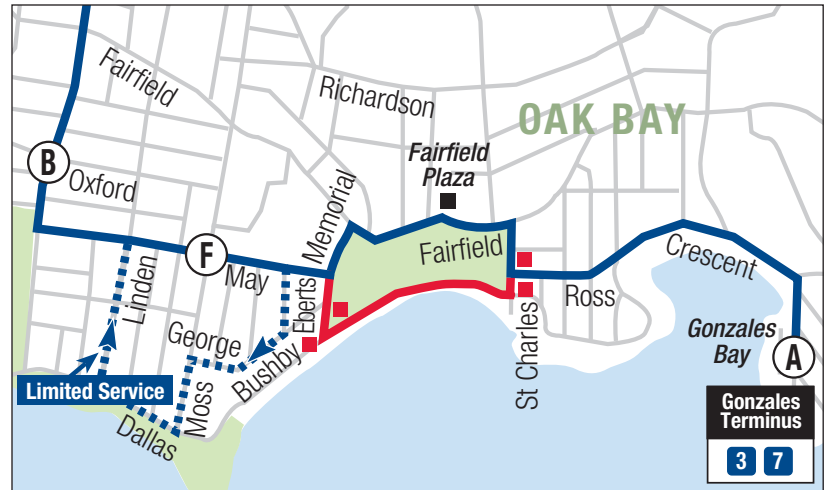 Fairfield
Richardson
OAK BAY
Fairfield
Plaza
B
Oxford
Memorial
Fairfield
Crescent
F
May
Linden
Eberts
Ross
George
Bushby
St Charles
Gonzales
Bay
A
Limited Service
Moss
Dallas
Gonzales
Terminus
3 7